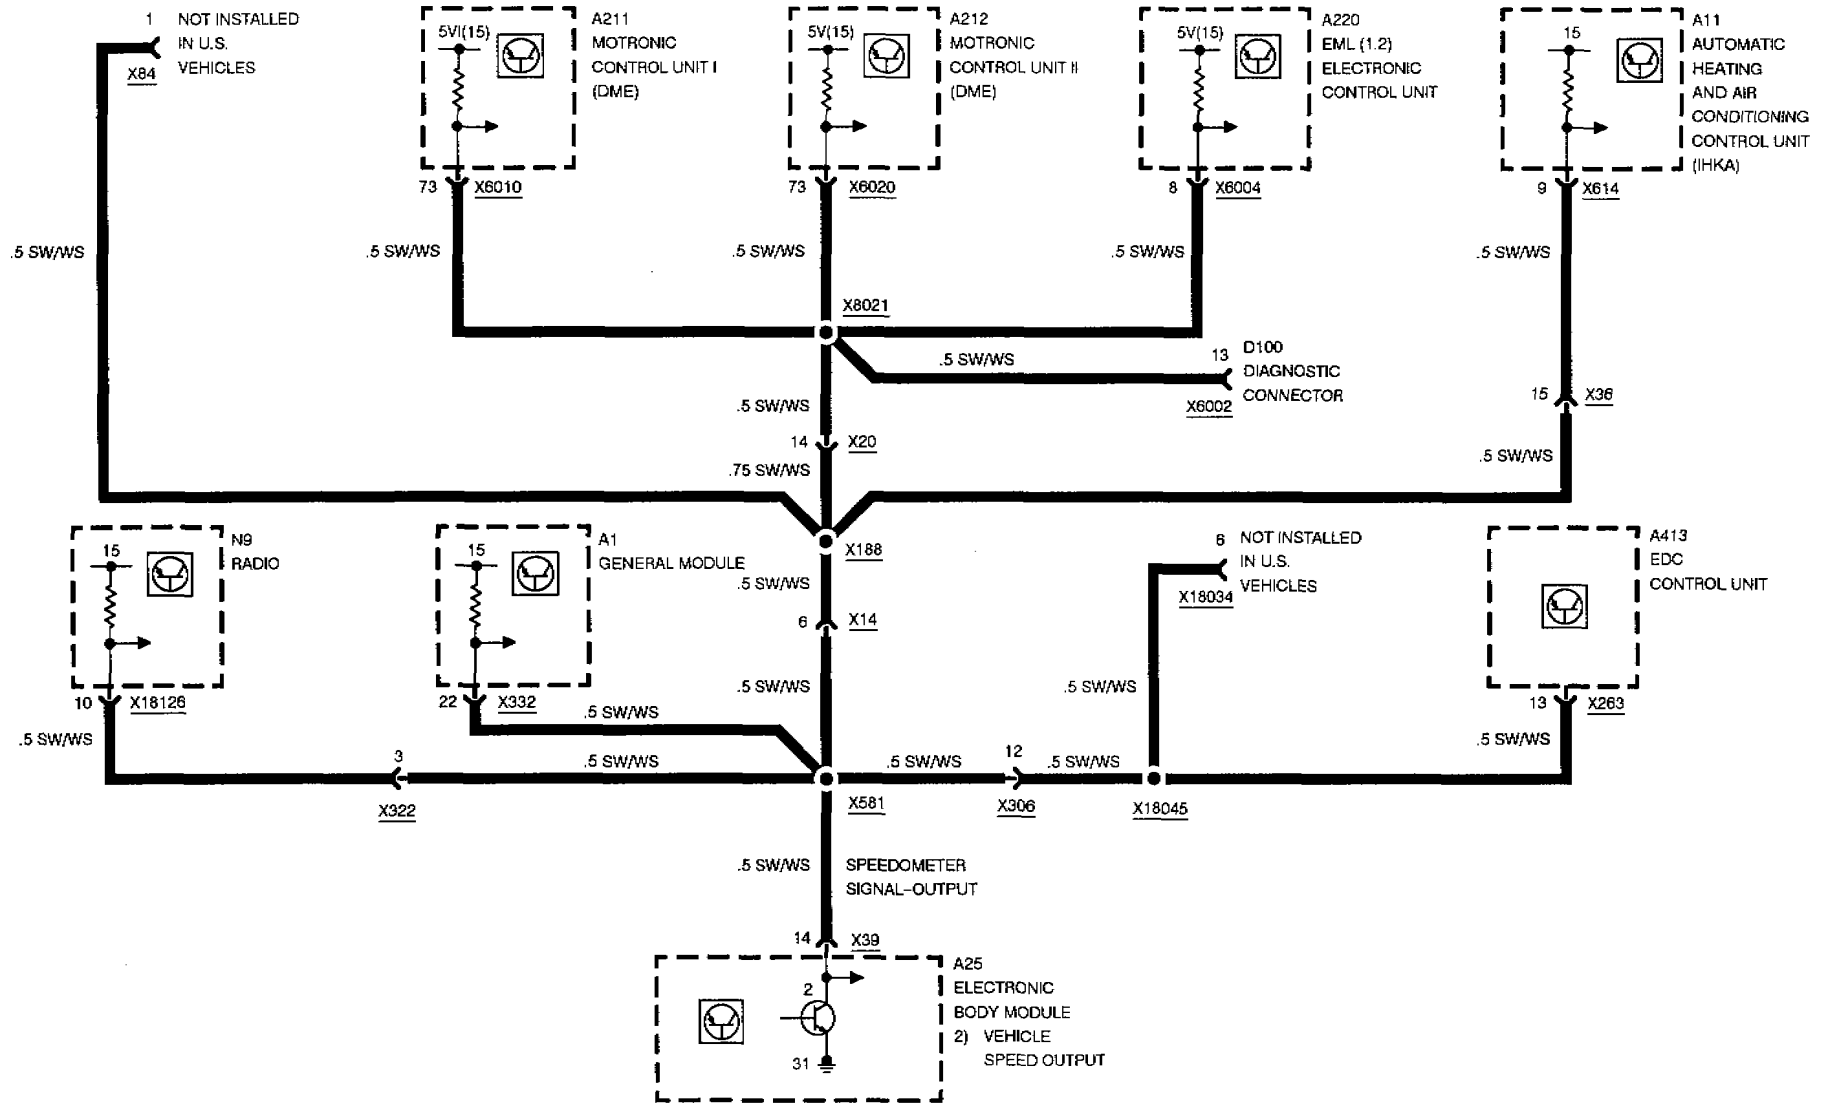 1 NOT INSTALLED
IN U.S.
VEHICLES
X84
5VI(15)
A211
MOTRONIC
CONTROL UNIT I
(DME)
5V(15)
A212
MOTRONIC
CONTROL UNIT II
(DME)
5V(15)
A220
EML (1.2)
ELECTRONIC
CONTROL UNIT
15
A11
AUTOMATIC
HEATING
AND AIR
CONDITIONING
CONTROL UNIT
(IHKA)
73 X6010
73 X6020
8 X6004
9 X614
.5 SW/WS
.5 SW/WS
.5 SW/WS
.5 SW/WS
.5 SW/WS
X8021
.5 SW/WS
13 D100
DIAGNOSTIC
CONNECTOR
X6002
15 X36
.5 SW/WS
14 X20
.75 SW/WS
.5 SW/WS
15
N9
RADIO
15
A1
GENERAL MODULE
X188
.5 SW/WS
6 X14
6 NOT INSTALLED
IN U.S.
VEHICLES
X18034
A413
EDC
CONTROL UNIT
.5 SW/WS
.5 SW/WS
10 X18126
22 X332
13 X263
.5 SW/WS
.5 SW/WS
3
.5 SW/WS
.5 SW/WS
12
.5 SW/WS
.5 SW/WS
X322
X581
X306
X18045
.5 SW/WS
SPEEDOMETER
SIGNAL-OUTPUT
14 X39
2
31
A25
ELECTRONIC
BODY MODULE
2) VEHICLE
SPEED OUTPUT